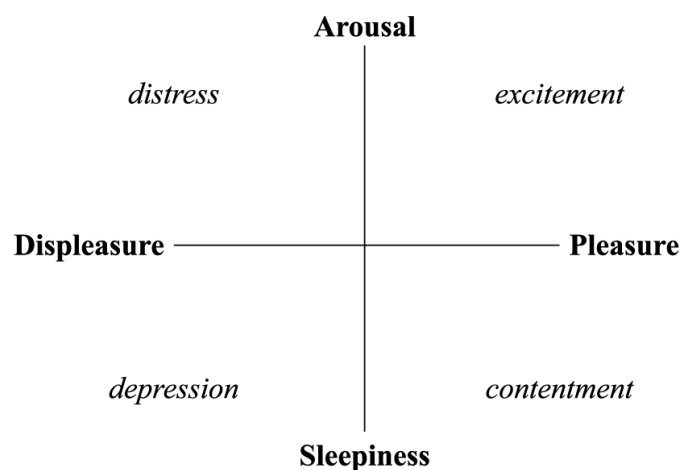 Arousal
distress excitement
Displeasure Pleasure
depression contentment
Sleepiness